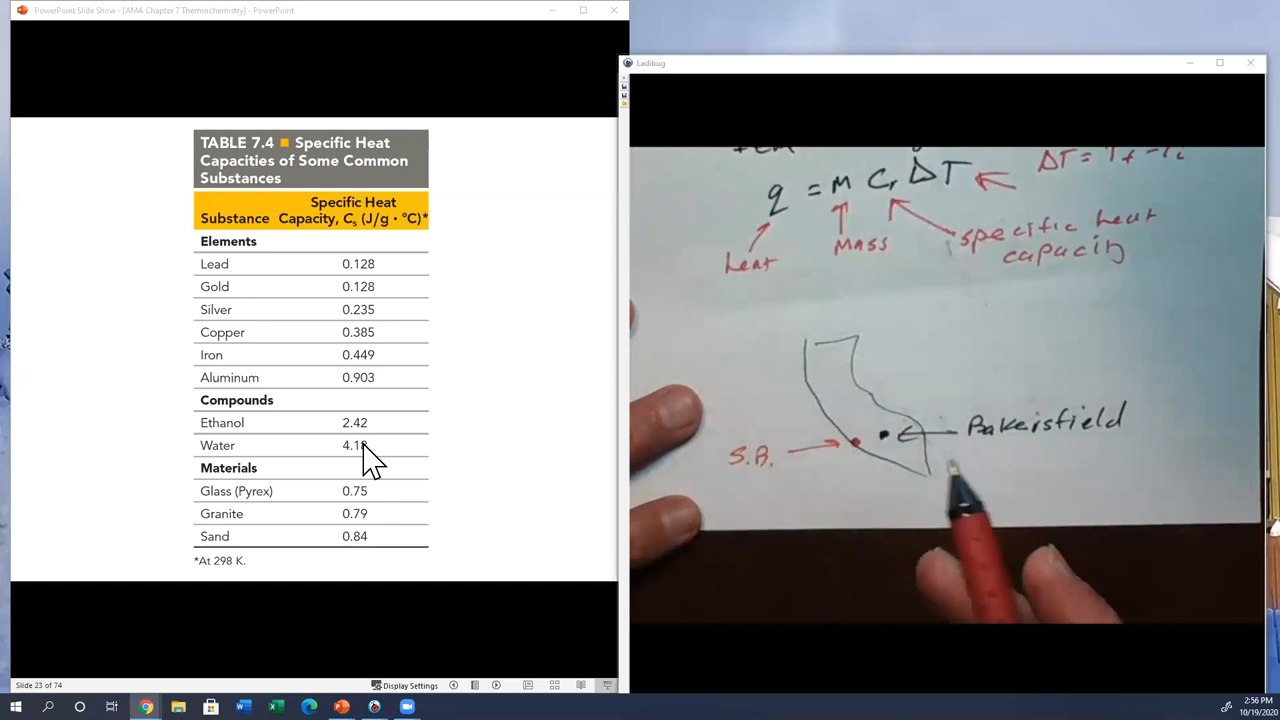 PowerPoint Slide Show - [AMA Chapter 7 Thermochemistry] - PowerPoint
Ladibug
TABLE 7.4 Specific Heat
Capacities of Some Common
Substances
Specific Heat
Substance Capacity, Cs (J/g · °C)*
Elements
Lead 0.128
Gold 0.128
Silver 0.235
Copper 0.385
Iron 0.449
Aluminum 0.903
Compounds
Ethanol 2.42
Water 4.18
Materials
Glass (Pyrex) 0.75
Granite 0.79
Sand 0.84
*At 298 K.
ΔT = Tf - Ti
q = m Cs ΔT
heat
MASS
specific heat
capacity
Bakersfield
S.B.
Slide 23 of 74
Display Settings
2:56 PM
10/19/2020